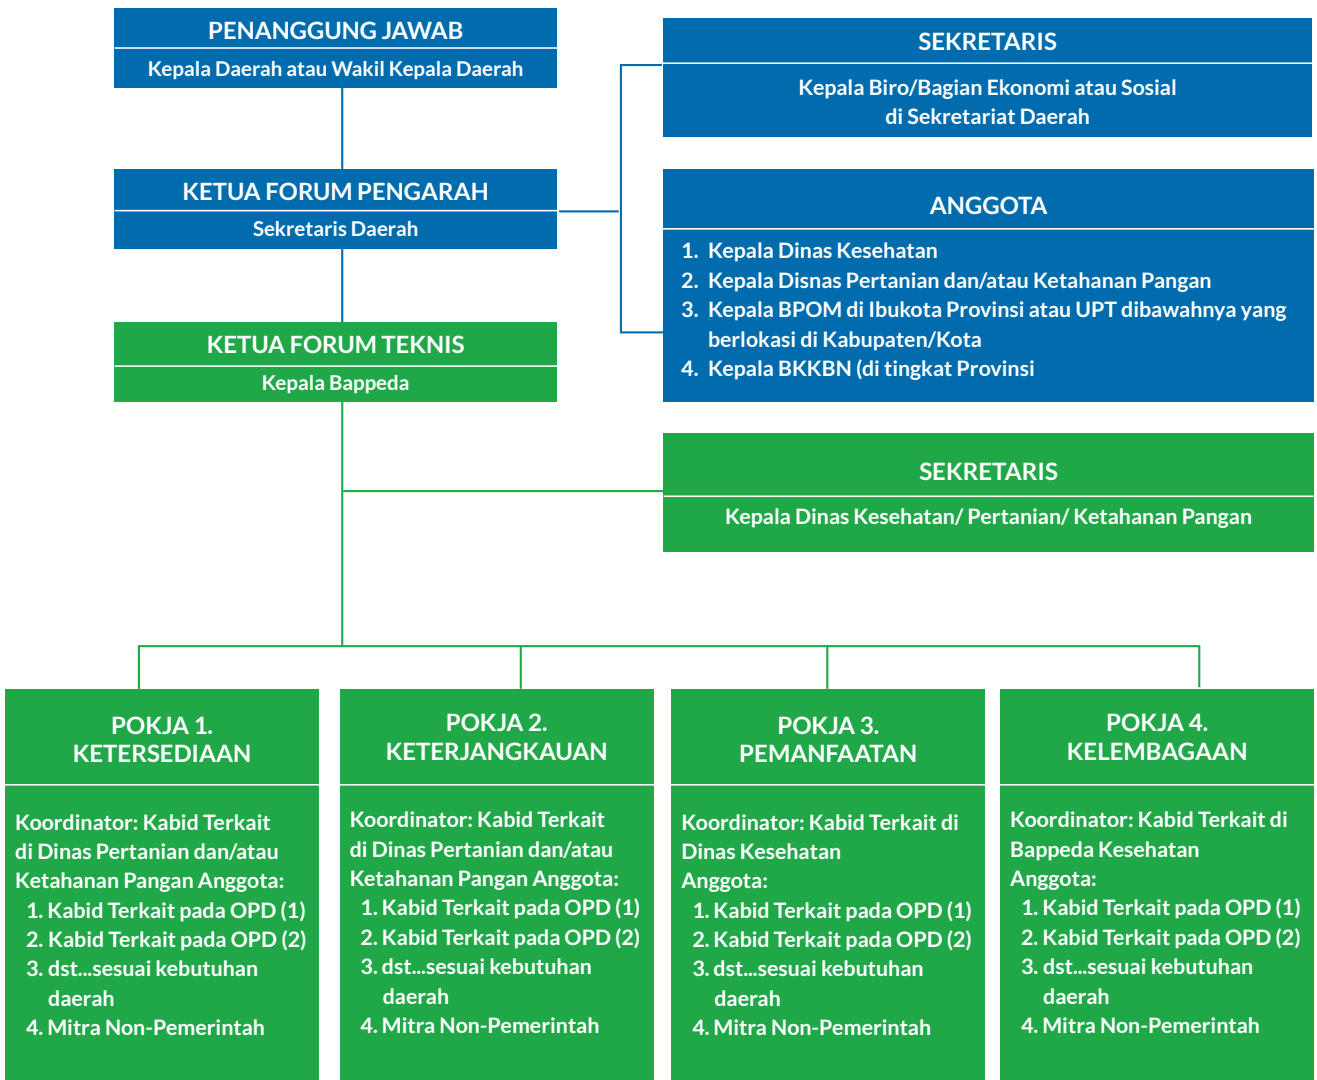 PENANGGUNG JAWAB
Kepala Daerah atau Wakil Kepala Daerah
SEKRETARIS
Kepala Biro/Bagian Ekonomi atau Sosial
di Sekretariat Daerah
KETUA FORUM PENGARAH
Sekretaris Daerah
ANGGOTA
1. Kepala Dinas Kesehatan
2. Kepala Disnas Pertanian dan/atau Ketahanan Pangan
3. Kepala BPOM di Ibukota Provinsi atau UPT dibawahnya yang
berlokasi di Kabupaten/Kota
4. Kepala BKKBN (di tingkat Provinsi
KETUA FORUM TEKNIS
Kepala Bappeda
SEKRETARIS
Kepala Dinas Kesehatan/ Pertanian/ Ketahanan Pangan
POKJA 1.
KETERSEDIAAN
Koordinator: Kabid Terkait
di Dinas Pertanian dan/atau
Ketahanan Pangan Anggota:
1. Kabid Terkait pada OPD (1)
2. Kabid Terkait pada OPD (2)
3. dst...sesuai kebutuhan
daerah
4. Mitra Non-Pemerintah
POKJA 2.
KETERJANGKAUAN
Koordinator: Kabid Terkait
di Dinas Pertanian dan/atau
Ketahanan Pangan Anggota:
1. Kabid Terkait pada OPD (1)
2. Kabid Terkait pada OPD (2)
3. dst...sesuai kebutuhan
daerah
4. Mitra Non-Pemerintah
POKJA 3.
PEMANFAATAN
Koordinator: Kabid Terkait di
Dinas Kesehatan
Anggota:
1. Kabid Terkait pada OPD (1)
2. Kabid Terkait pada OPD (2)
3. dst...sesuai kebutuhan
daerah
4. Mitra Non-Pemerintah
POKJA 4.
KELEMBAGAAN
Koordinator: Kabid Terkait di
Bappeda Kesehatan
Anggota:
1. Kabid Terkait pada OPD (1)
2. Kabid Terkait pada OPD (2)
3. dst...sesuai kebutuhan
daerah
4. Mitra Non-Pemerintah